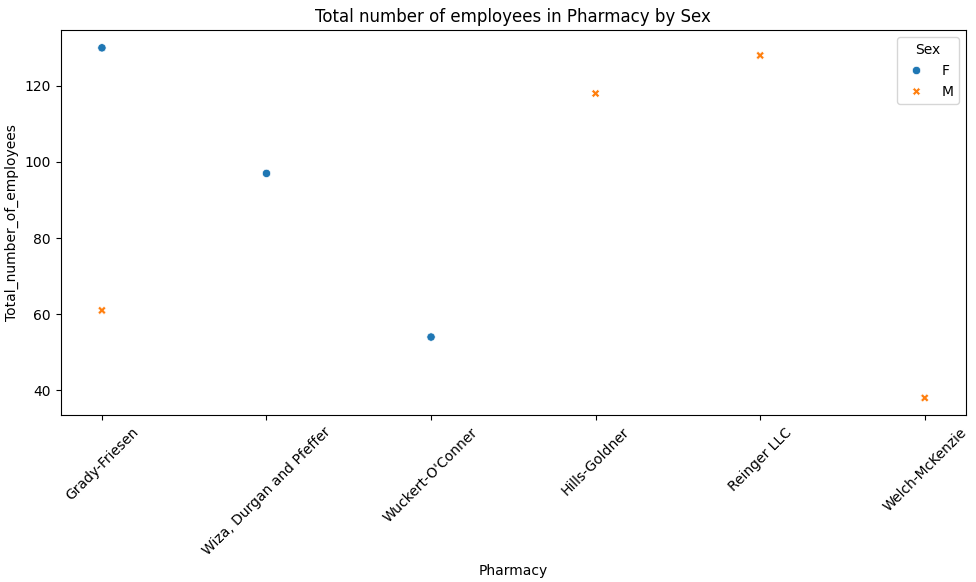 Total number of employees in Pharmacy by Sex
Total_number_of_employees
120
100
80
60
40
Sex
F
M
Grady-Friesen
Wiza, Durgan and Pfeffer
Wuckert-O'Conner
Hills-Goldner
Reinger LLC
Welch-McKenzie
Pharmacy